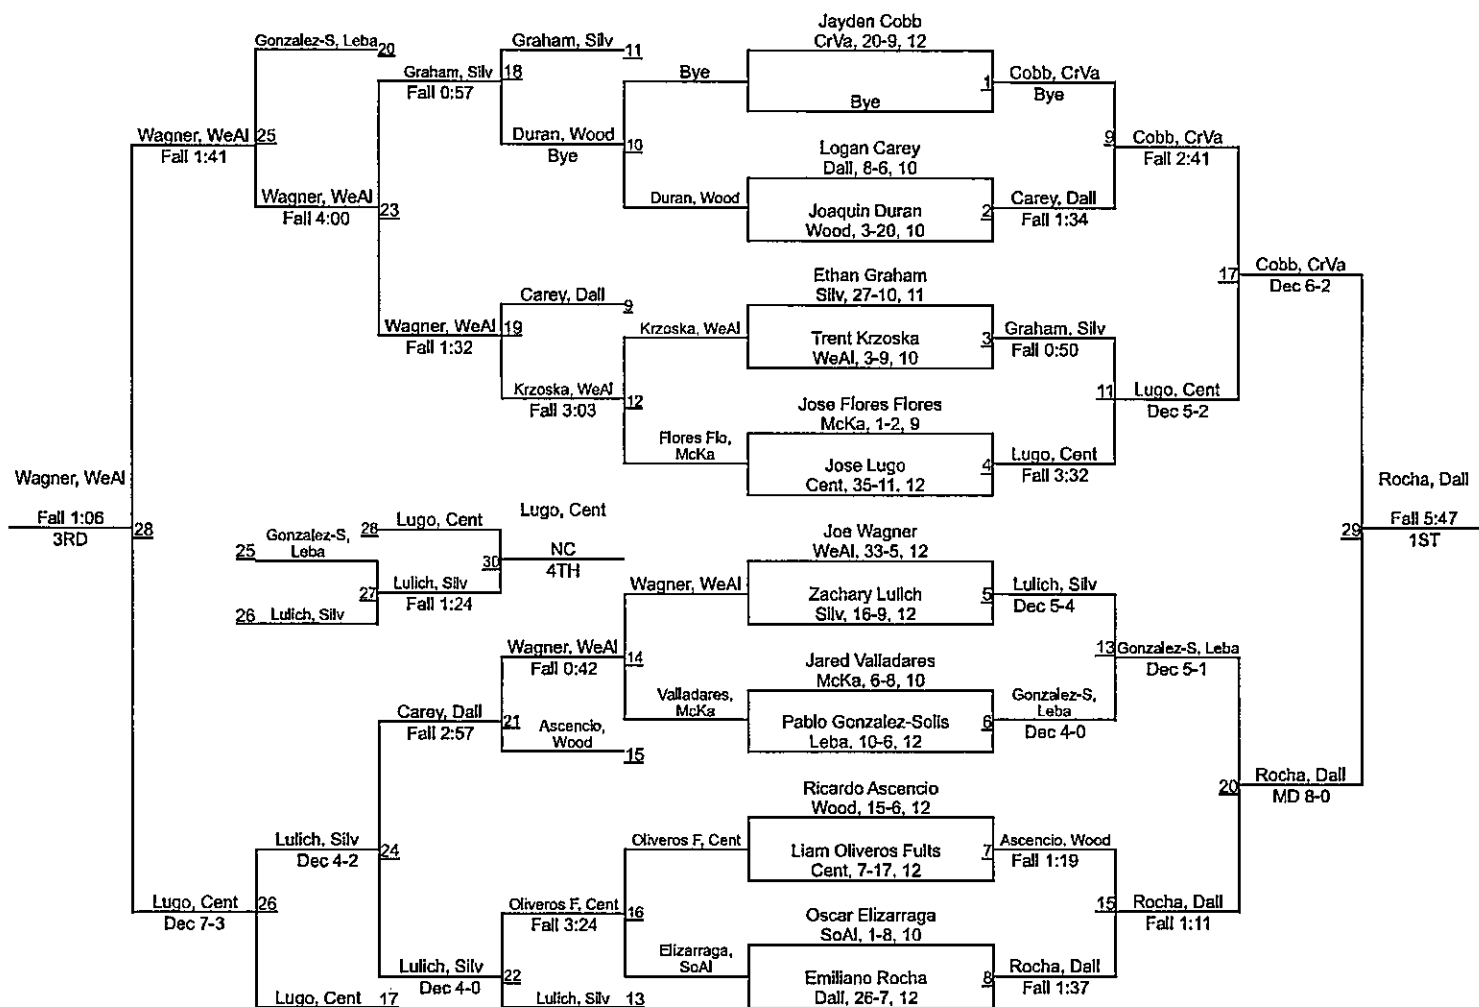 Jayden Cobb
CrVa, 20-9, 12
Bye
1
Cobb, CrVa
Bye
Logan Carey
Dall, 8-6, 10
Joaquin Duran
Wood, 3-20, 10
2
Carey, Dall
Fall 1:34
9
Cobb, CrVa
Fall 2:41
Ethan Graham
Silv, 27-10, 11
Trent Krzoska
WeAl, 3-9, 10
3
Graham, Silv
Fall 0:50
Jose Flores Flores
McKa, 1-2, 9
Jose Lugo
Cent, 35-11, 12
4
Lugo, Cent
Fall 3:32
11
Lugo, Cent
Dec 5-2
17
Cobb, CrVa
Dec 6-2
Joe Wagner
WeAl, 33-5, 12
Zachary Lulich
Silv, 16-9, 12
5
Lulich, Silv
Dec 5-4
Jared Valladares
McKa, 6-8, 10
Pablo Gonzalez-Solis
Leba, 10-6, 12
6
Gonzalez-S,
Leba
Dec 4-0
13
Gonzalez-S, Leba
Dec 5-1
Ricardo Ascencio
Wood, 15-6, 12
Liam Oliveros Fults
Cent, 7-17, 12
7
Ascencio, Wood
Fall 1:19
Oscar Elizarraga
SoAl, 1-8, 10
Emiliano Rocha
Dall, 26-7, 12
8
Rocha, Dall
Fall 1:37
15
Rocha, Dall
Fall 1:11
20
Rocha, Dall
MD 8-0
Rocha, Dall
29
Fall 5:47
1ST
Bye
Duran, Wood
10
Duran, Wood
Bye
Graham, Silv
11
18
Graham, Silv
Fall 0:57
Krzoska, WeAl
Flores Flo,
McKa
12
Krzoska, WeAl
Fall 3:03
Carey, Dall
9
19
Wagner, WeAl
Fall 1:32
23
Wagner, WeAl
Fall 4:00
Gonzalez-S, Leba
20
25
Wagner, WeAl
Fall 1:41
Wagner, WeAl
Fall 1:06
3RD
28
25
Gonzalez-S,
Leba
26
Lulich, Silv
27
Lulich, Silv
Fall 1:24
28
Lugo, Cent
30
Lugo, Cent
NC
4TH
Wagner, WeAl
Valladares,
McKa
14
Wagner, WeAl
Fall 0:42
Ascencio,
Wood
15
21
Carey, Dall
Fall 2:57
Oliveros F, Cent
Elizarraga,
SoAl
16
Oliveros F, Cent
Fall 3:24
Lulich, Silv
13
22
Lulich, Silv
Dec 4-0
24
Lulich, Silv
Dec 4-2
Lugo, Cent
17
26
Lugo, Cent
Dec 7-3